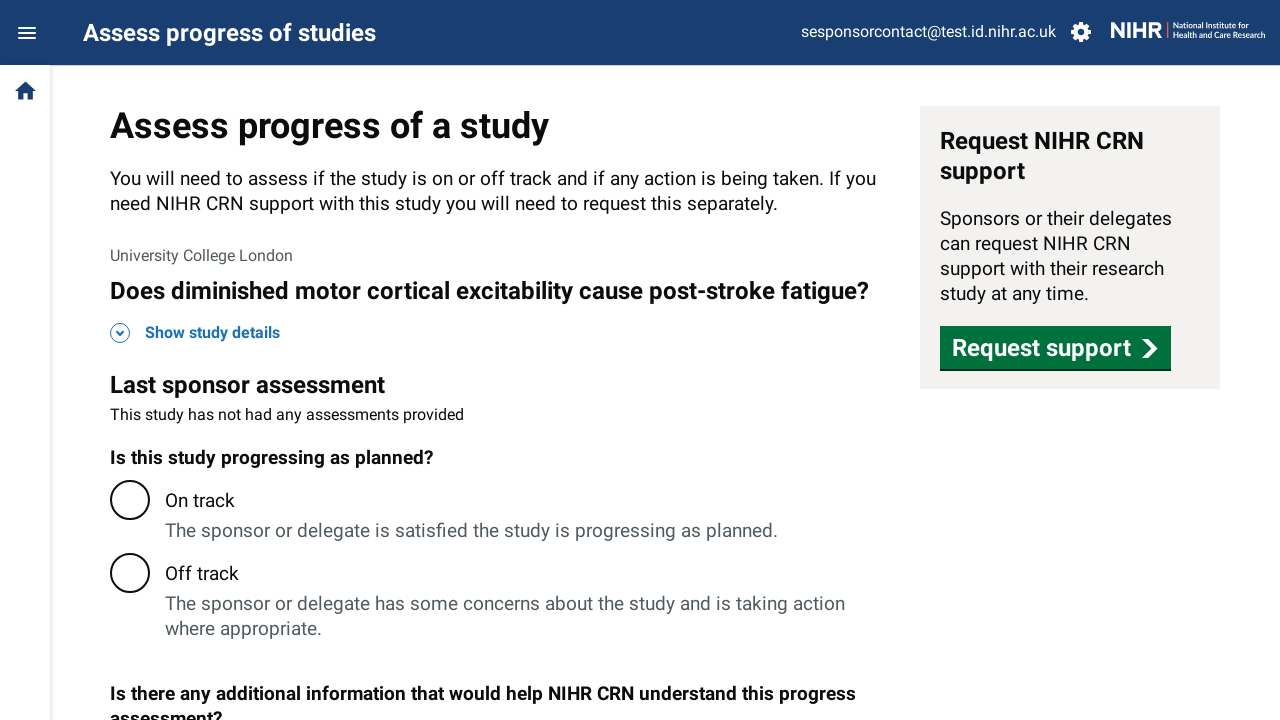 Assess progress of studies
sesponsorcontact@test.id.nihr.ac.uk
NIHR
National Institute for
Health and Care Research
Assess progress of a study
You will need to assess if the study is on or off track and if any action is being taken. If you
need NIHR CRN support with this study you will need to request this separately.
University College London
Does diminished motor cortical excitability cause post-stroke fatigue?
Show study details
Last sponsor assessment
This study has not had any assessments provided
Is this study progressing as planned?
On track
The sponsor or delegate is satisfied the study is progressing as planned.
Off track
The sponsor or delegate has some concerns about the study and is taking action
where appropriate.
Is there any additional information that would help NIHR CRN understand this progress
assessment?
Request NIHR CRN
support
Sponsors or their delegates
can request NIHR CRN
support with their research
study at any time.
Request support